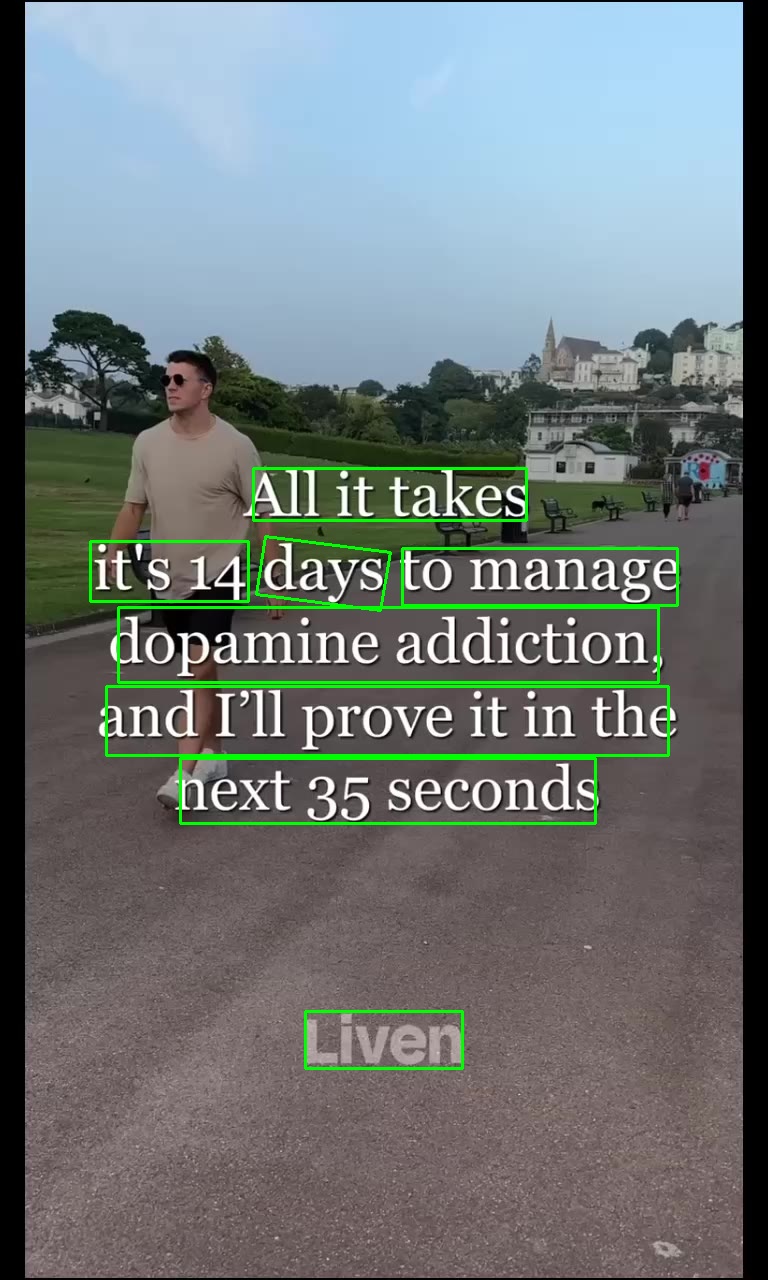 All it takes
it's 14 days to manage
dopamine addiction,
and I’ll prove it in the
next 35 seconds
Liven